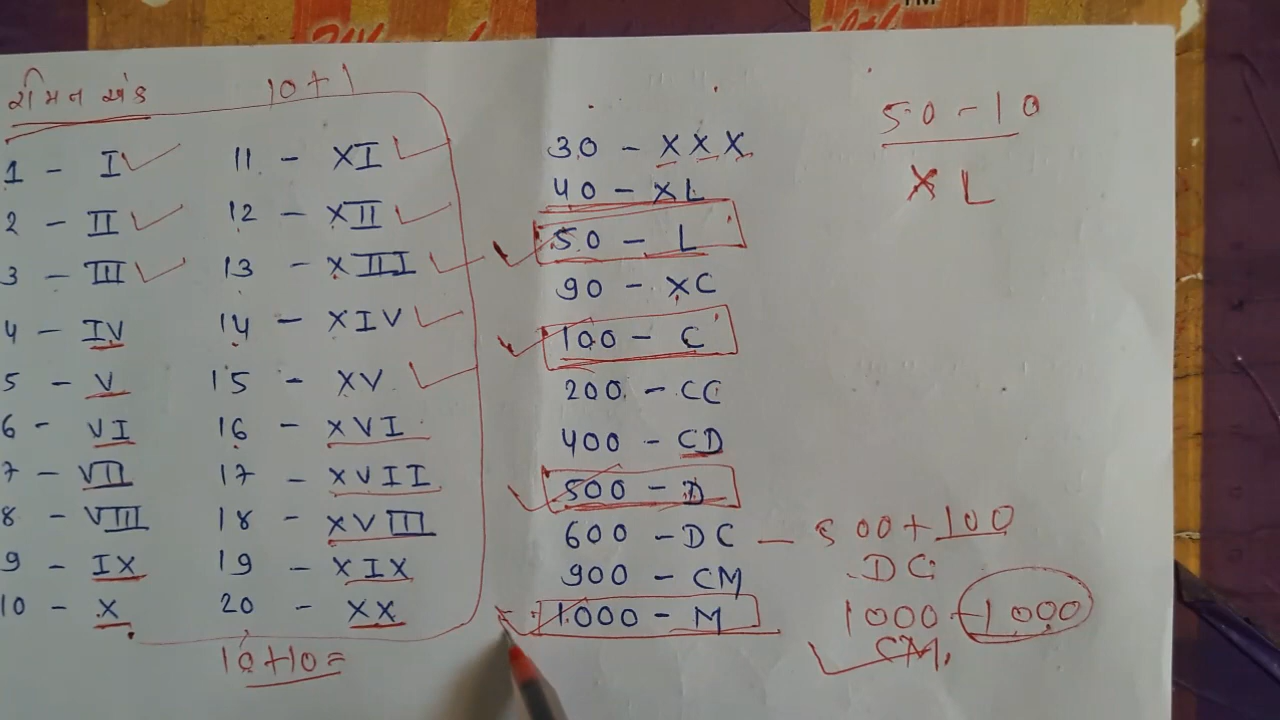 રોમન અંક
10+1
1 - I
2 - II
3 - III
4 - IV
5 - V
6 - VI
7 - VII
8 - VIII
9 - IX
10 - X
11 - XI
12 - XII
13 - XIII
14 - XIV
15 - XV
16 - XVI
17 - XVII
18 - XVIII
19 - XIX
20 - XX
10+10=
30 - XXX
40 - XL
50 - L
90 - XC
100 - C
200 - CC
400 - CD
500 - D
600 - DC - 500+100
DC
900 - CM
1000 - M
1000-1000
CM.
50-10
XL
TM